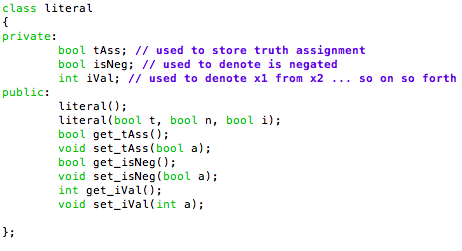 class literal
{
private:
        bool tAss; // used to store truth assignment
        bool isNeg; // used to denote is negated
        int iVal; // used to denote x1 from x2 ... so on so forth
public:
        literal();
        literal(bool t, bool n, bool i);
        bool get_tAss();
        void set_tAss(bool a);
        bool get_isNeg();
        void set_isNeg(bool a);
        int get_iVal();
        void set_iVal(int a);

};